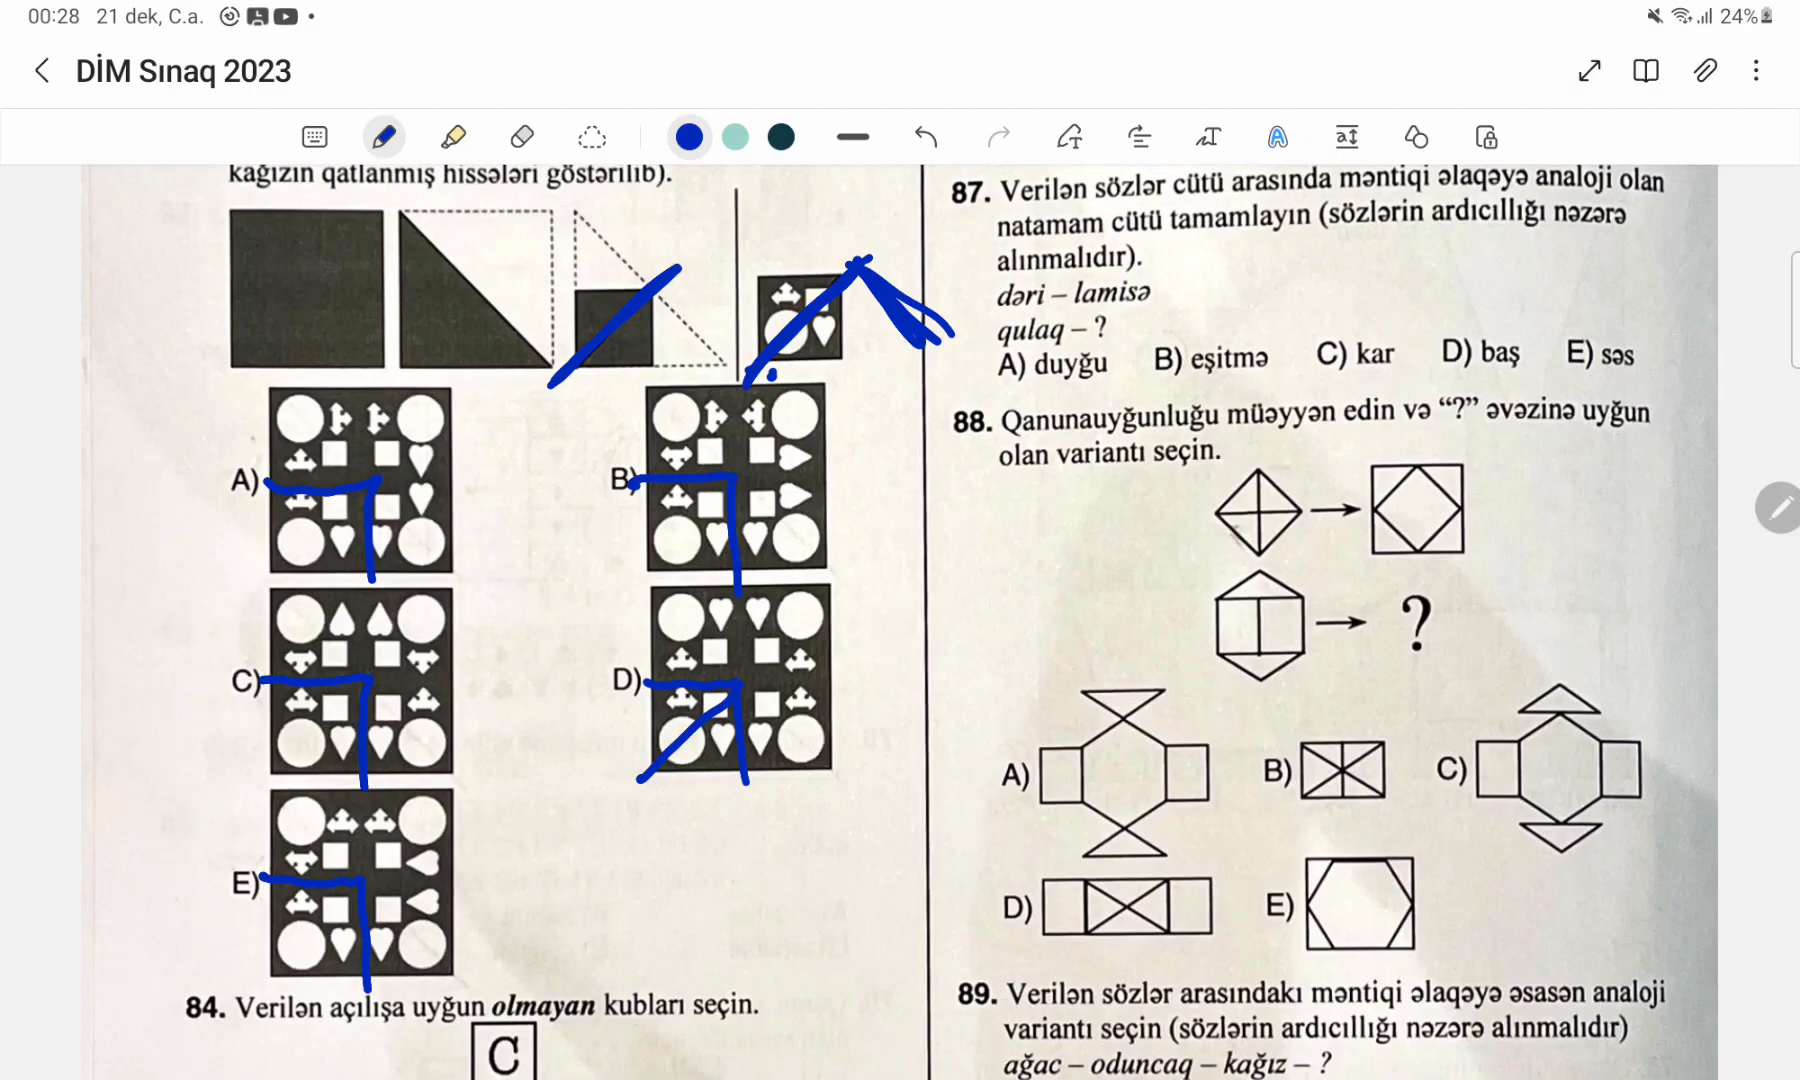 00:28 21 dek, C.a.
24%
DİM Sınaq 2023
kağızın qatlanmış hissələri göstərilib).
A)
B)
C)
D)
E)
84. Verilən açılışa uyğun olmayan kubları seçin.
C
87. Verilən sözlər cütü arasında məntiqi əlaqəyə analoji olan
natamam cütü tamamlayın (sözlərin ardıcıllığı nəzərə
alınmalıdır).
dəri – lamisə
qulaq – ?
A) duyğu B) eşitmə C) kar D) baş E) səs
88. Qanunauyğunluğu müəyyən edin və “?” əvəzinə uyğun
olan variantı seçin.
?
A)
B)
C)
D)
E)
89. Verilən sözlər arasındakı məntiqi əlaqəyə əsasən analoji
variantı seçin (sözlərin ardıcıllığı nəzərə alınmalıdır)
ağac – oduncaq – kağız – ?